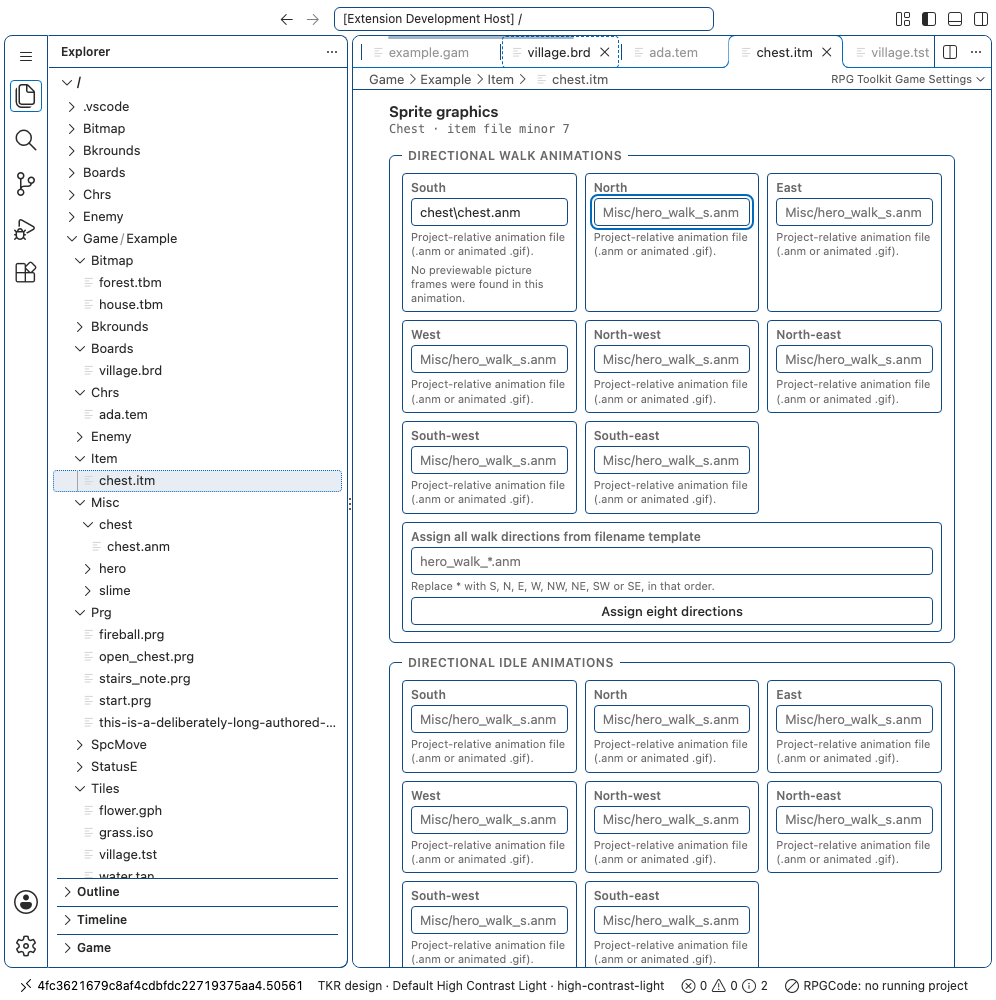 [Extension Development Host] /
Explorer
/
.vscode
Bitmap
Bkrounds
Boards
Chrs
Enemy
Game / Example
Bitmap
forest.tbm
house.tbm
Bkrounds
Boards
village.brd
Chrs
ada.tem
Enemy
Item
chest.itm
Misc
chest
chest.anm
hero
slime
Prg
fireball.prg
open_chest.prg
stairs_note.prg
start.prg
this-is-a-deliberately-long-authored-...
SpcMove
StatusE
Tiles
flower.gph
grass.iso
village.tst
water.tan
Outline
Timeline
Game
example.gam
village.brd
ada.tem
chest.itm
village.tst
Game > Example > Item > chest.itm
RPG Toolkit Game Settings
Sprite graphics
Chest · item file minor 7
DIRECTIONAL WALK ANIMATIONS
South North East
chest\chest.anm Misc/hero_walk_s.anm Misc/hero_walk_s.anm
Project-relative animation file Project-relative animation file Project-relative animation file
(.anm or animated .gif). (.anm or animated .gif). (.anm or animated .gif).
No previewable picture
frames were found in this
animation.
West North-west North-east
Misc/hero_walk_s.anm Misc/hero_walk_s.anm Misc/hero_walk_s.anm
Project-relative animation file Project-relative animation file Project-relative animation file
(.anm or animated .gif). (.anm or animated .gif). (.anm or animated .gif).
South-west South-east
Misc/hero_walk_s.anm Misc/hero_walk_s.anm
Project-relative animation file Project-relative animation file
(.anm or animated .gif). (.anm or animated .gif).
Assign all walk directions from filename template
hero_walk_*.anm
Replace * with S, N, E, W, NW, NE, SW or SE, in that order.
Assign eight directions
DIRECTIONAL IDLE ANIMATIONS
South North East
Misc/hero_walk_s.anm Misc/hero_walk_s.anm Misc/hero_walk_s.anm
Project-relative animation file Project-relative animation file Project-relative animation file
(.anm or animated .gif). (.anm or animated .gif). (.anm or animated .gif).
West North-west North-east
Misc/hero_walk_s.anm Misc/hero_walk_s.anm Misc/hero_walk_s.anm
Project-relative animation file Project-relative animation file Project-relative animation file
(.anm or animated .gif). (.anm or animated .gif). (.anm or animated .gif).
South-west South-east
Misc/hero_walk_s.anm Misc/hero_walk_s.anm
Project-relative animation file Project-relative animation file
(.anm or animated .gif). (.anm or animated .gif).
4fc3621679c8af4cdbfdc22719375aa4.50561 TKR design · Default High Contrast Light · high-contrast-light 0 0 2 RPGCode: no running project